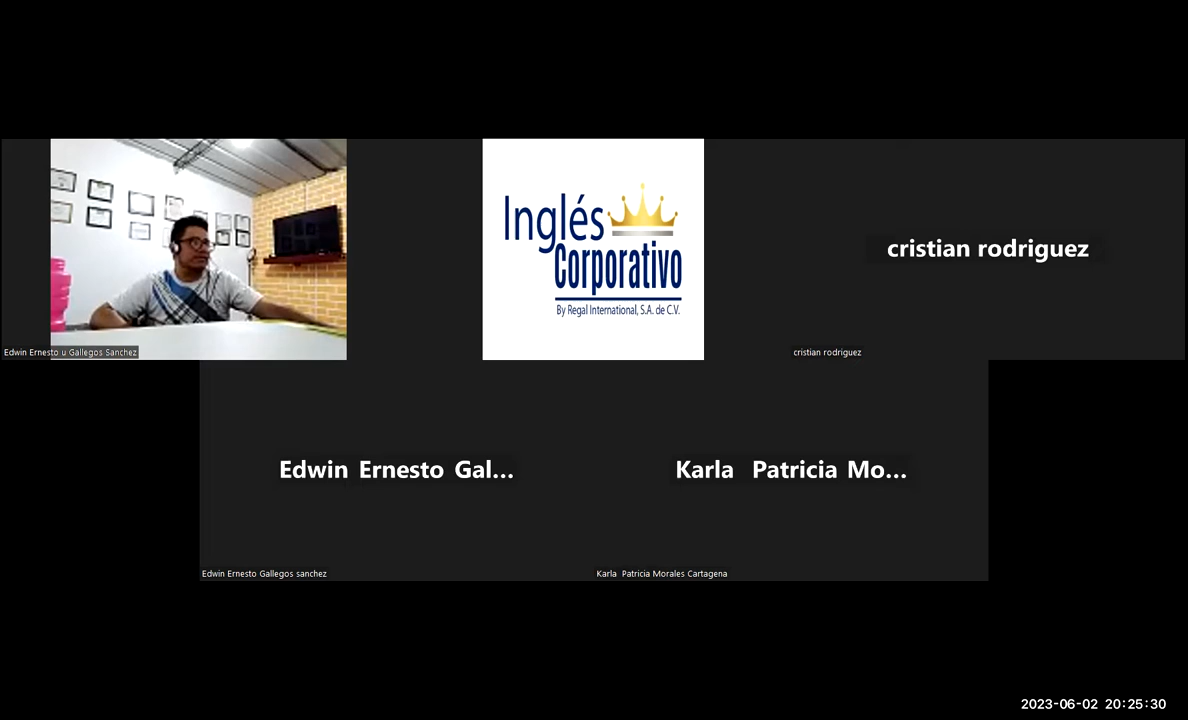 Inglés
Corporativo
By Regal International, S.A. de C.V.
cristian rodriguez
Edwin Ernesto u Gallegos Sanchez
cristian rodriguez
Edwin Ernesto Gal...
Karla Patricia Mo...
Edwin Ernesto Gallegos sanchez
Karla Patricia Morales Cartagena
2023-06-02 20:25:30